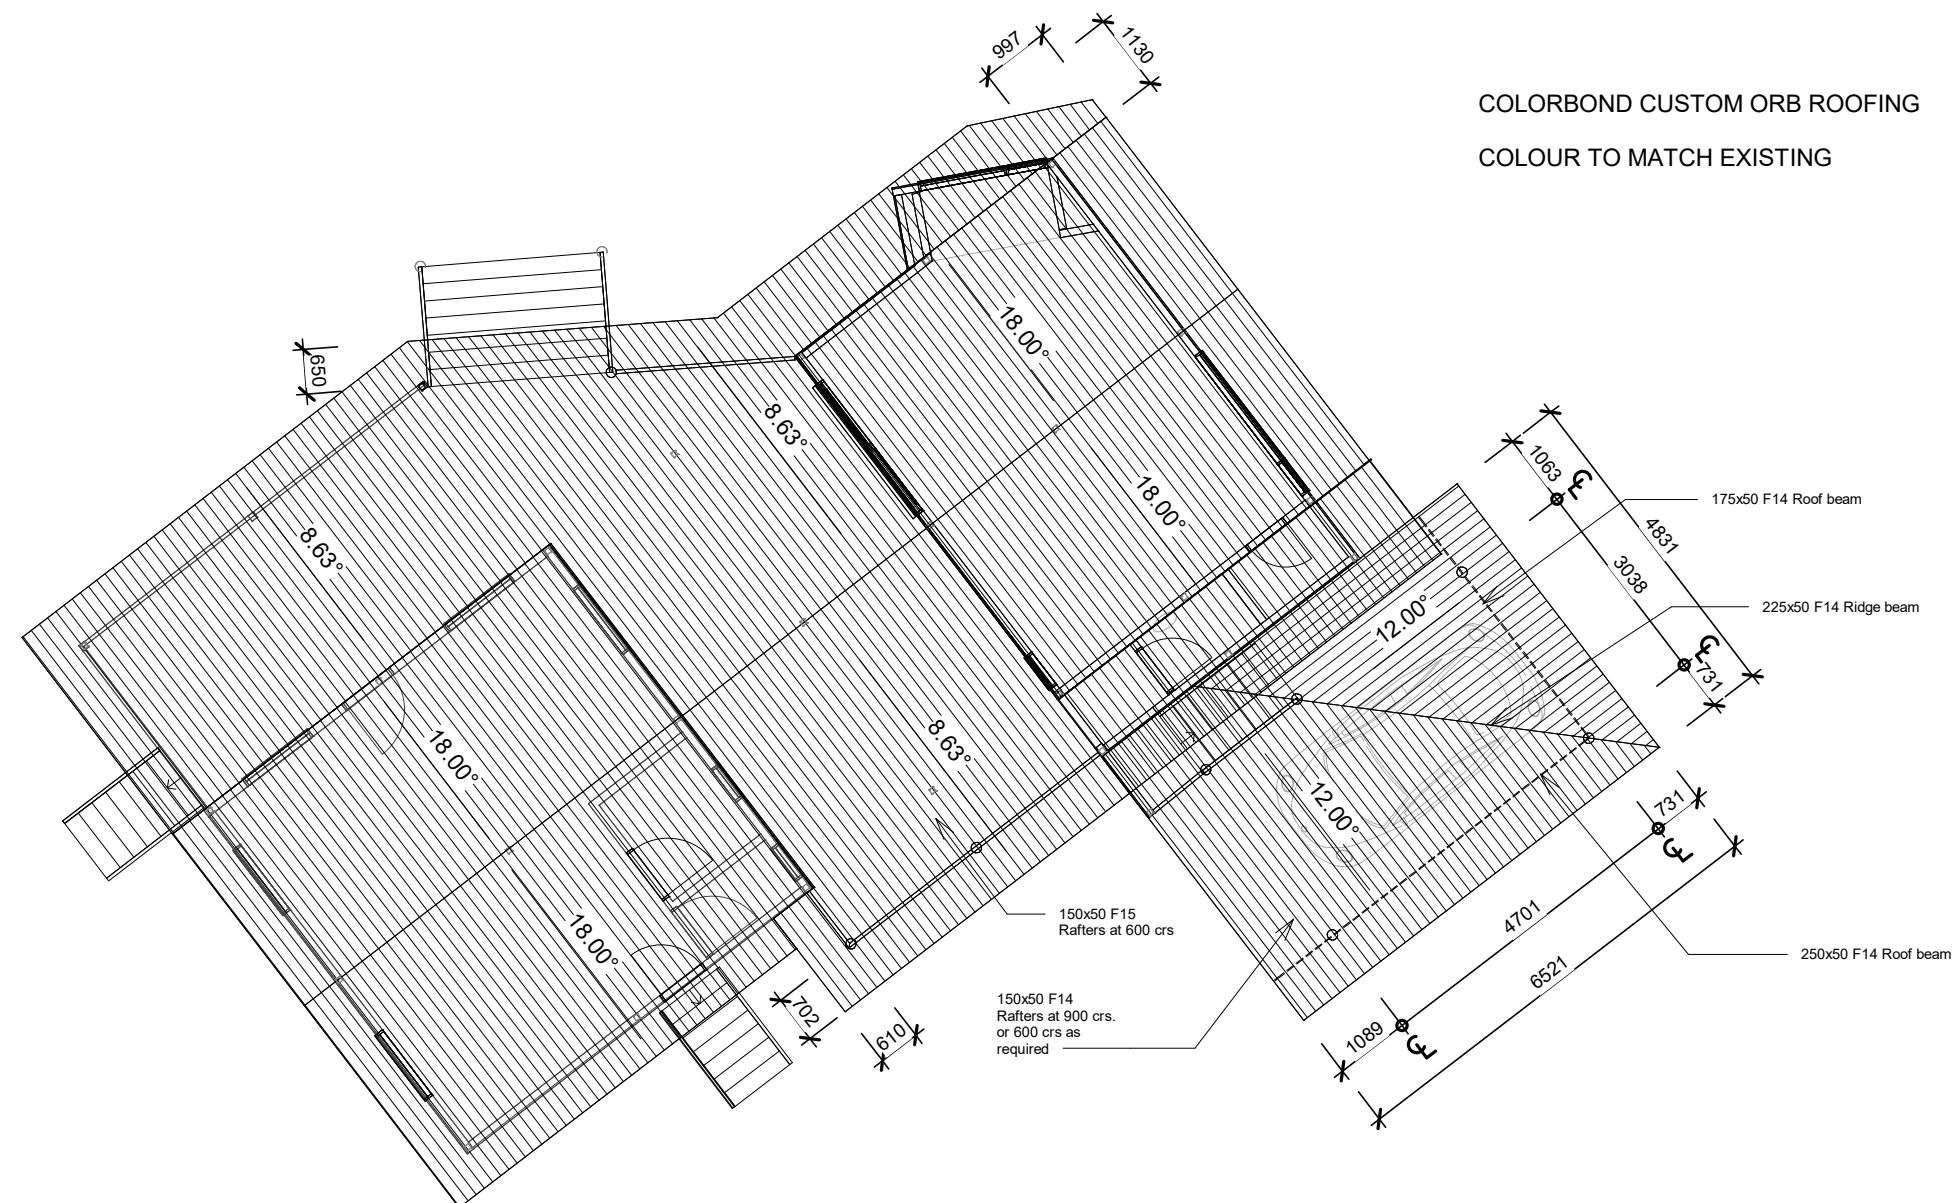 997
1130
COLORBOND CUSTOM ORB ROOFING
COLOUR TO MATCH EXISTING
650
18.00°
8.63°
18.00°
8.63°
1063
℄
4831
3038
℄
731
175x50 F14 Roof beam
225x50 F14 Ridge beam
12.00°
18.00°
8.63°
12.00°
18.00°
731
℄
4701
6521
1089
℄
250x50 F14 Roof beam
150x50 F15
Rafters at 600 crs
702
610
150x50 F14
Rafters at 900 crs.
or 600 crs as
required